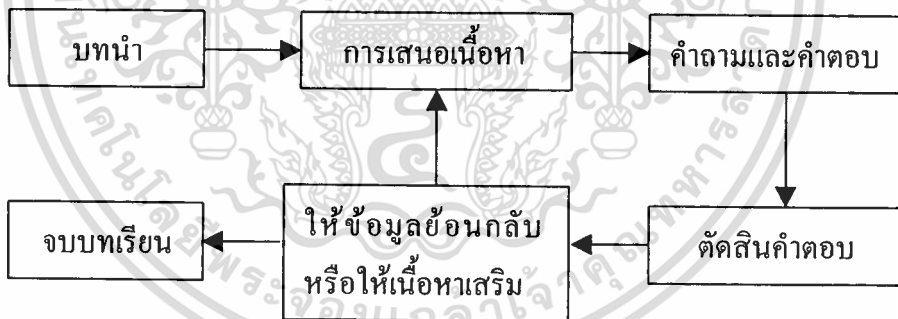 บทนำ
การเสนอเนื้อหา
คำถามและคำตอบ
จบบทเรียน
ให้ข้อมูลย้อนกลับ
หรือให้เนื้อหาเสริม
ตัดสินคำตอบ